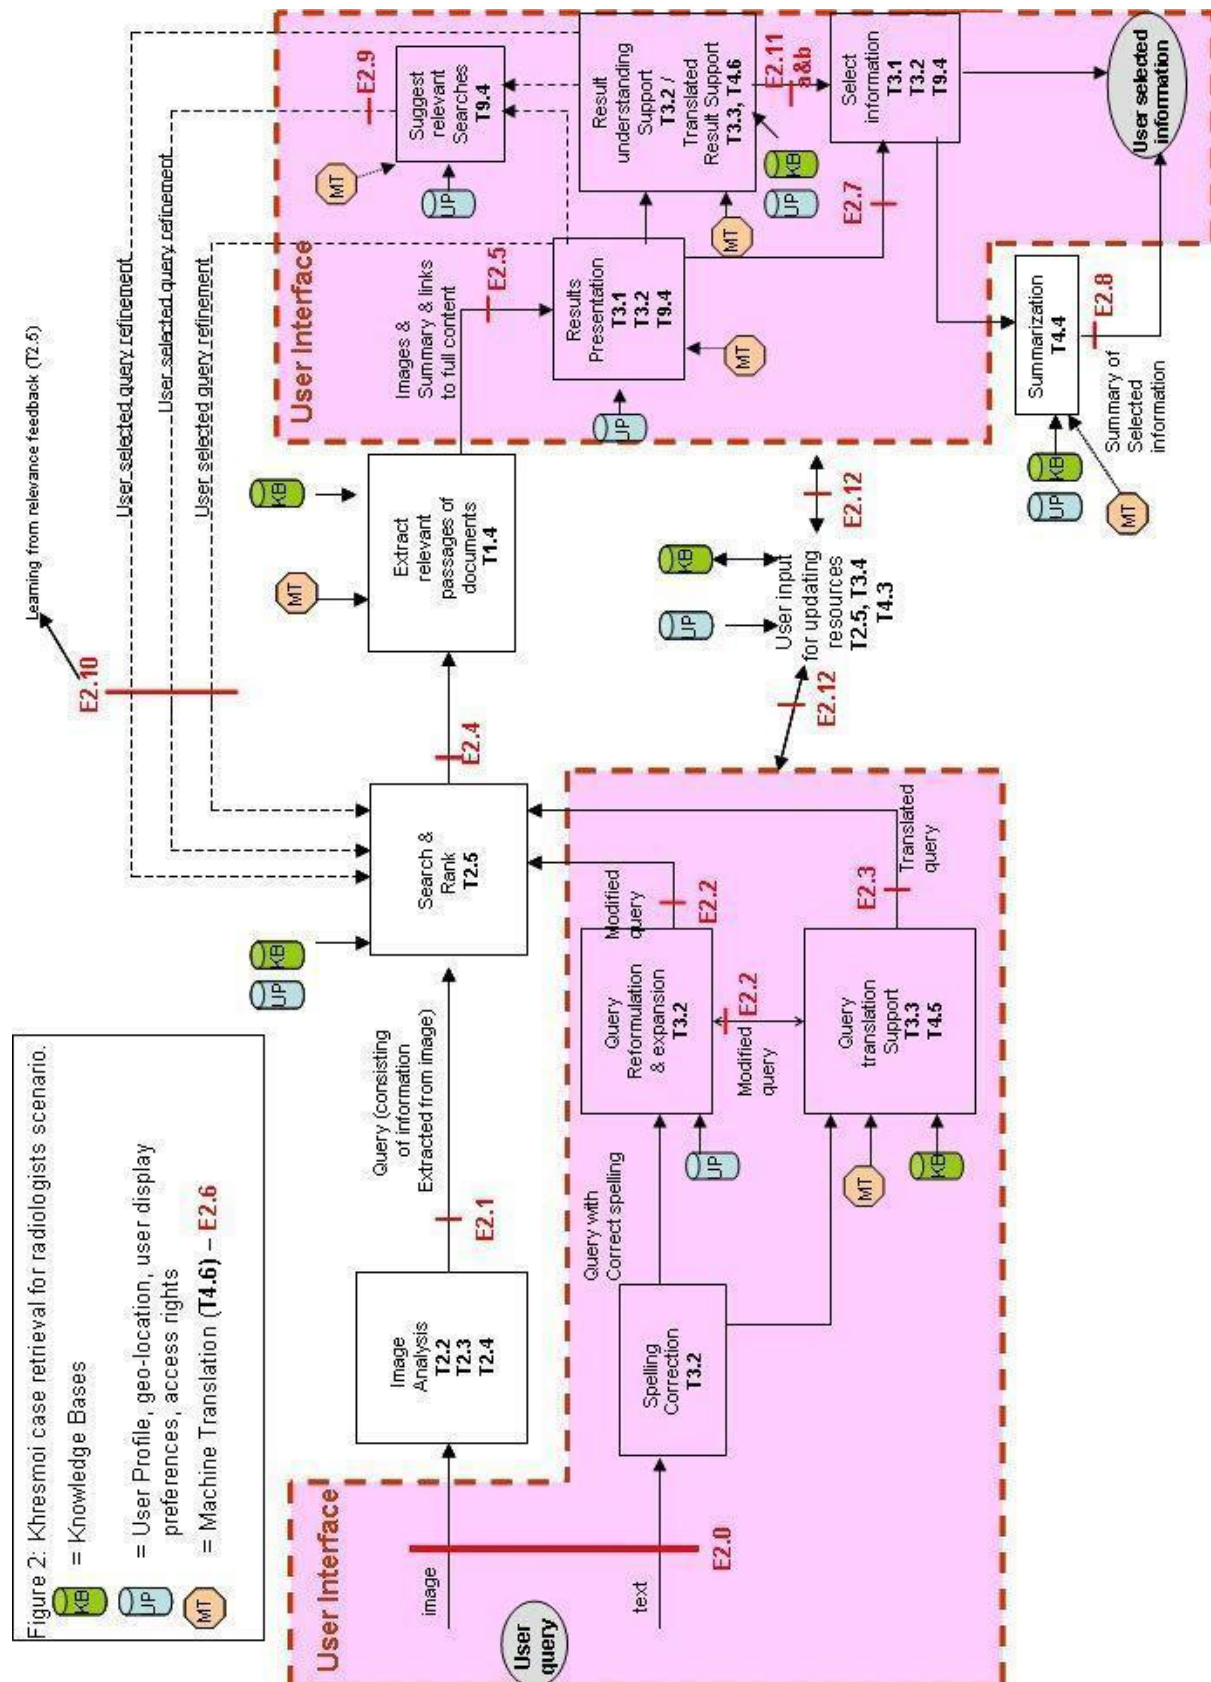 Figure 2: Khresmoi case retrieval for radiologists scenario.
KB
= Knowledge Bases
UP
= User Profile, geo-location, user display
preferences, access rights
MT
= Machine Translation (T4.6) – E2.6
User Interface
User
query
image
text
E2.0
Image
Analysis
T2.2
T2.3
T2.4
E2.1
Query (consisting
of information
Extracted from image)
Spelling
Correction
T3.2
Query with
Correct spelling
UP
KB
Search &
Rank
T2.5
Query
Reformulation
& expansion
T3.2
UP
Modified
query
E2.2
Modified
query
E2.2
Query
translation
Support
T3.3
T4.5
MT
KB
E2.3
Translated
query
E2.4
E2.10
Learning from relevance feedback (T2.5)
User selected query refinement
User selected query refinement
User selected query refinement
MT
KB
Extract
relevant
passages of
documents
T1.4
UP
KB
User input
for updating
resources
T2.5, T3.4
T4.3
E2.12
E2.12
User Interface
Images &
Summary & links
to full content
E2.5
Results
Presentation
T3.1
T3.2
T9.4
UP
MT
MT
UP
Suggest
relevant
Searches
T9.4
E2.9
Result
understanding
Support
T3.2 /
Translated
Result Support
T3.3, T4.6
MT
UP
KB
E2.11
a&b
E2.7
Select
information
T3.1
T3.2
T9.4
UP
KB
MT
Summarization
T4.4
E2.8
Summary of
Selected
information
User selected
information